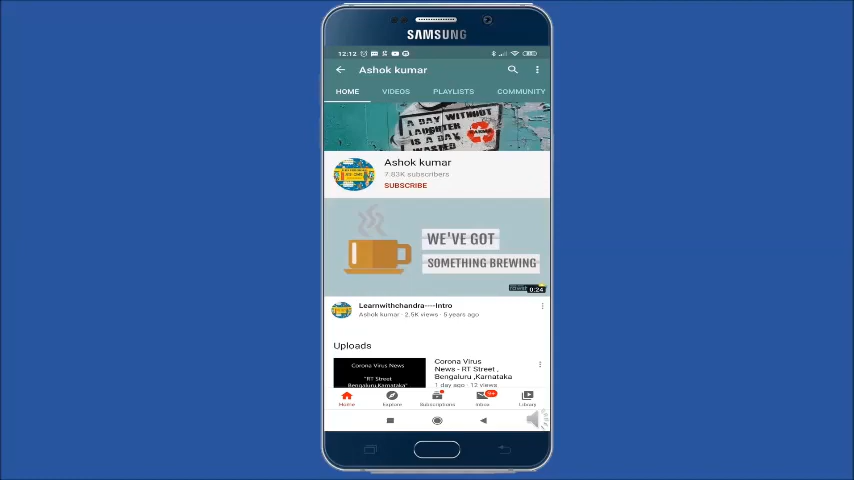 SAMSUNG
12:12
Ashok kumar
HOME VIDEOS PLAYLISTS COMMUNITY
A DAY WITHOUT
LAUGHTER
IS A DAY
WASTED
Ashok kumar
7.83K subscribers
SUBSCRIBE
WE'VE GOT
SOMETHING BREWING
0:24
Learnwithchandra----Intro
Ashok kumar · 2.5K views · 5 years ago
Uploads
Corona Virus News
"RT Street
Bengaluru,Karnataka"
Corona Virus
News - RT Street ,
Bengaluru ,Karnataka
1 day ago · 12 views
Home Explore Subscriptions Inbox Library